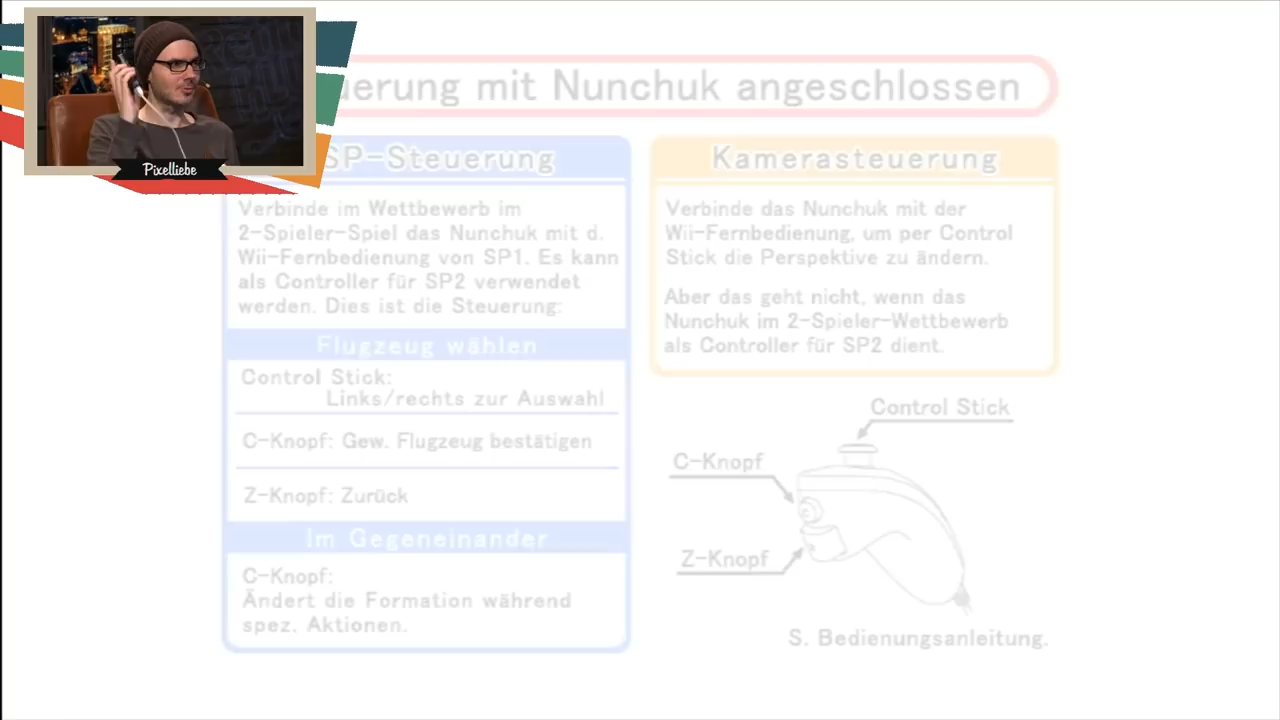 Pixelliebe
uerung mit Nunchuk angeschlossen
SP-Steuerung
Verbinde im Wettbewerb im
2-Spieler-Spiel das Nunchuk mit d.
Wii-Fernbedienung von SP1. Es kann
als Controller für SP2 verwendet
werden. Dies ist die Steuerung:
Flugzeug wählen
Control Stick:
Links/rechts zur Auswahl
C-Knopf: Gew. Flugzeug bestätigen
Z-Knopf: Zurück
Im Gegeneinander
C-Knopf:
Ändert die Formation während
spez. Aktionen.
Kamerasteuerung
Verbinde das Nunchuk mit der
Wii-Fernbedienung, um per Control
Stick die Perspektive zu ändern.
Aber das geht nicht, wenn das
Nunchuk im 2-Spieler-Wettbewerb
als Controller für SP2 dient.
Control Stick
C-Knopf
Z-Knopf
S. Bedienungsanleitung.